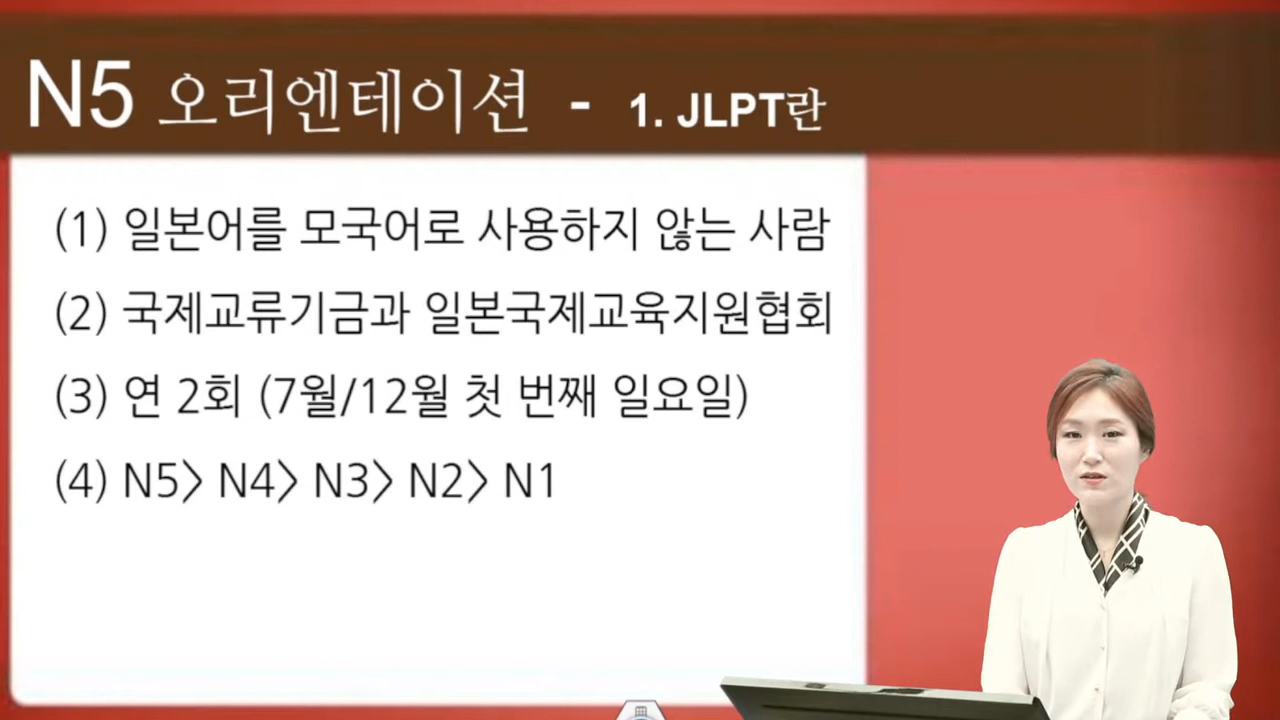 N5 오리엔테이션 - 1. JLPT란
(1) 일본어를 모국어로 사용하지 않는 사람
(2) 국제교류기금과 일본국제교육지원협회
(3) 연 2회 (7월/12월 첫 번째 일요일)
(4) N5> N4> N3> N2> N1